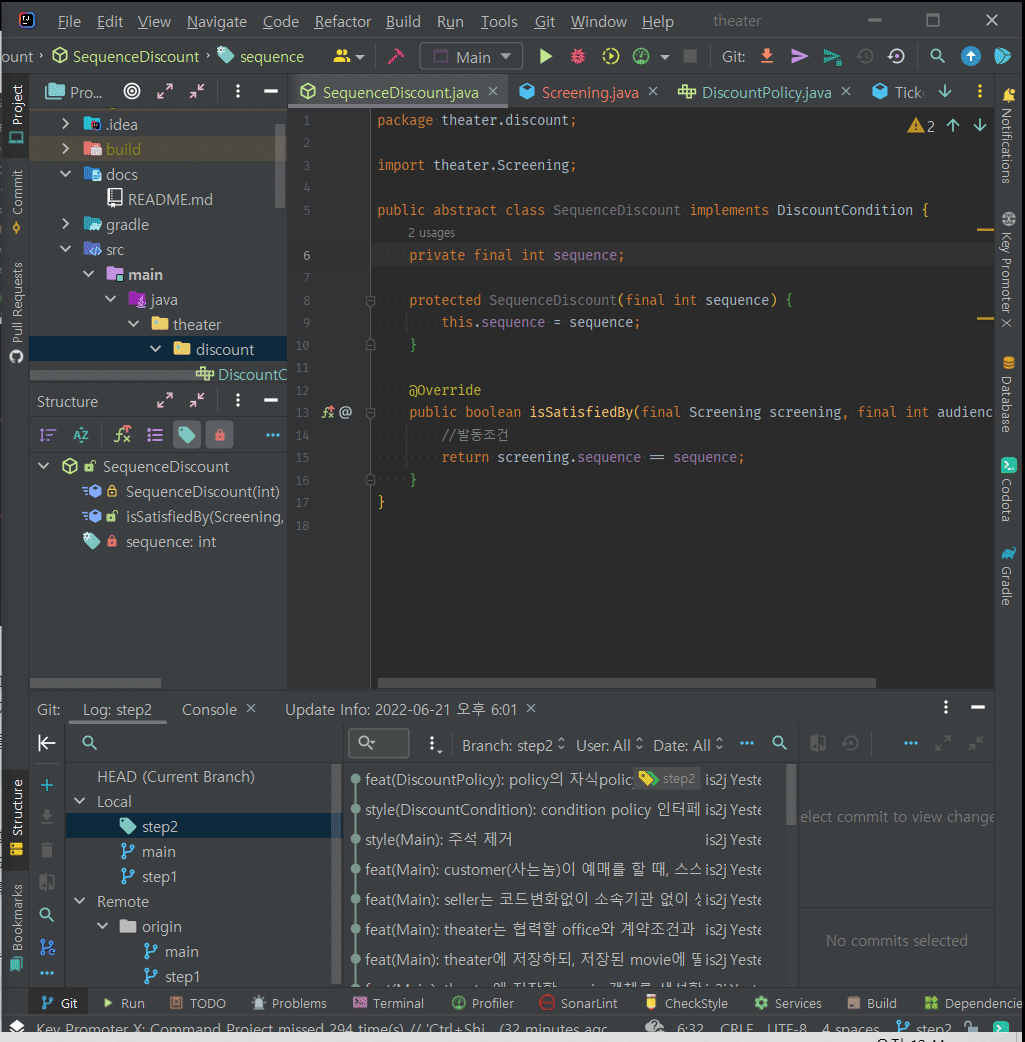 File Edit View Navigate Code Refactor Build Run Tools Git Window Help theater
ount SequenceDiscount sequence Main Git:
Project Pro...
SequenceDiscount.java Screening.java DiscountPolicy.java Tick
.idea
build
docs
README.md
gradle
src
main
java
theater
discount
DiscountC
Commit
Pull Requests
Structure
SequenceDiscount
SequenceDiscount(int)
isSatisfiedBy(Screening,
sequence: int
1 package theater.discount;
2
3 import theater.Screening;
4
5 public abstract class SequenceDiscount implements DiscountCondition {
2 usages
6 private final int sequence;
7
8 protected SequenceDiscount(final int sequence) {
9 this.sequence = sequence;
10 }
11
12 @Override
13 public boolean isSatisfiedBy(final Screening screening, final int audienc
14 //발동조건
15 return screening.sequence == sequence;
16 }
17 }
18
2
Notifications
Key Promoter X
Database
Codota
Gradle
Git: Log: step2 Console Update Info: 2022-06-21 오후 6:01
Branch: step2 User: All Date: All
HEAD (Current Branch)
Local
step2
main
step1
Remote
origin
main
step1
feat(DiscountPolicy): policy의 자식polic step2 is2j Yeste
style(DiscountCondition): condition policy 인터페 is2j Yeste
style(Main): 주석 제거 is2j Yeste
feat(Main): customer(사는놈)이 예매를 할 때, 스스 is2j Yeste
feat(Main): seller는 코드변화없이 소속기관 없이 is2j Yeste
feat(Main): theater는 협력할 office와 계약조건과 is2j Yeste
feat(Main): theater에 저장하되, 저장된 movie에 is2j Yeste
elect commit to view change
No commits selected
Structure
Bookmarks
Git Run TODO Problems Terminal Profiler SonarLint CheckStyle Services Build Dependencie
Key Promoter X: Command Project missed 294 time(s) // 'Ctrl+Shi... (32 minutes ago 6:32 CRLF UTF-8 4 spaces step2